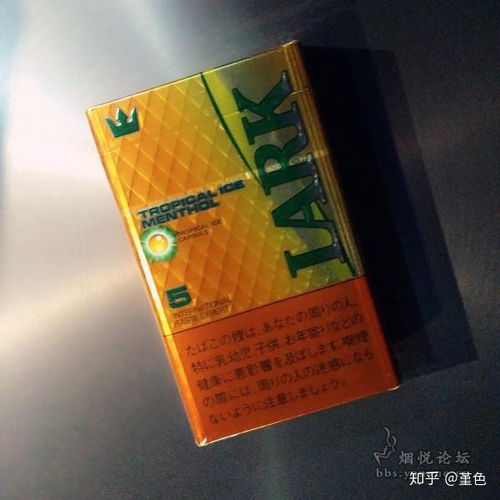 LARK
TROPICAL ICE
MENTHOL
TROPICAL ICE
CAPSULE
5
INTERNATIONAL
TASTE EXPERT
たばこの煙は、あなたの周りの人、
特に乳幼児、子供、お年寄りなどの
健康に悪影響を及ぼします。喫煙
の際には、周りの人の迷惑になら
ないように注意しましょう。
烟悦论坛
知乎 @堇色